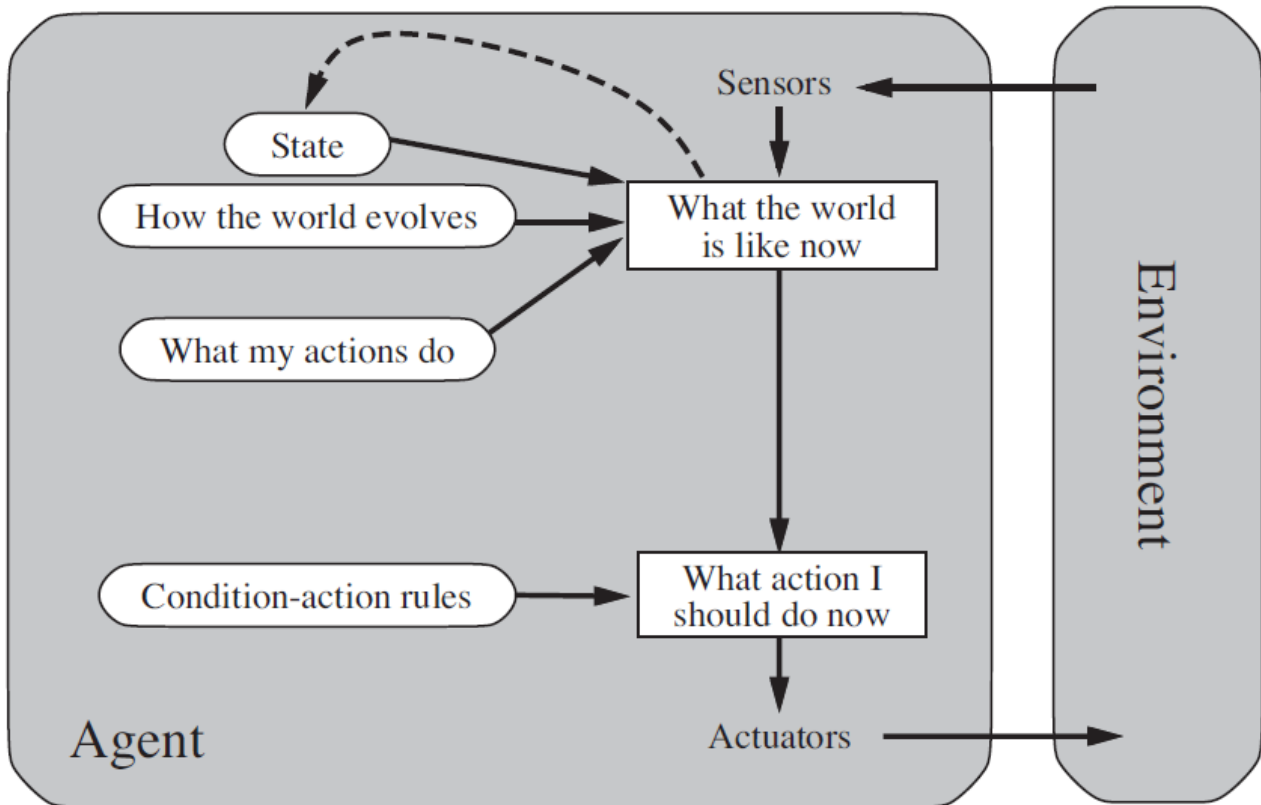 Sensors
State
How the world evolves
What the world
is like now
What my actions do
Condition-action rules
What action I
should do now
Agent
Actuators
Environment